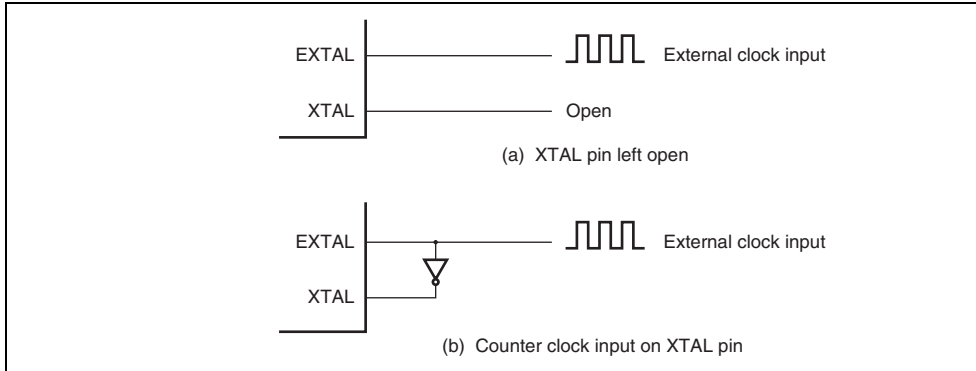 EXTAL External clock input
XTAL Open
(a) XTAL pin left open
EXTAL External clock input
XTAL
(b) Counter clock input on XTAL pin